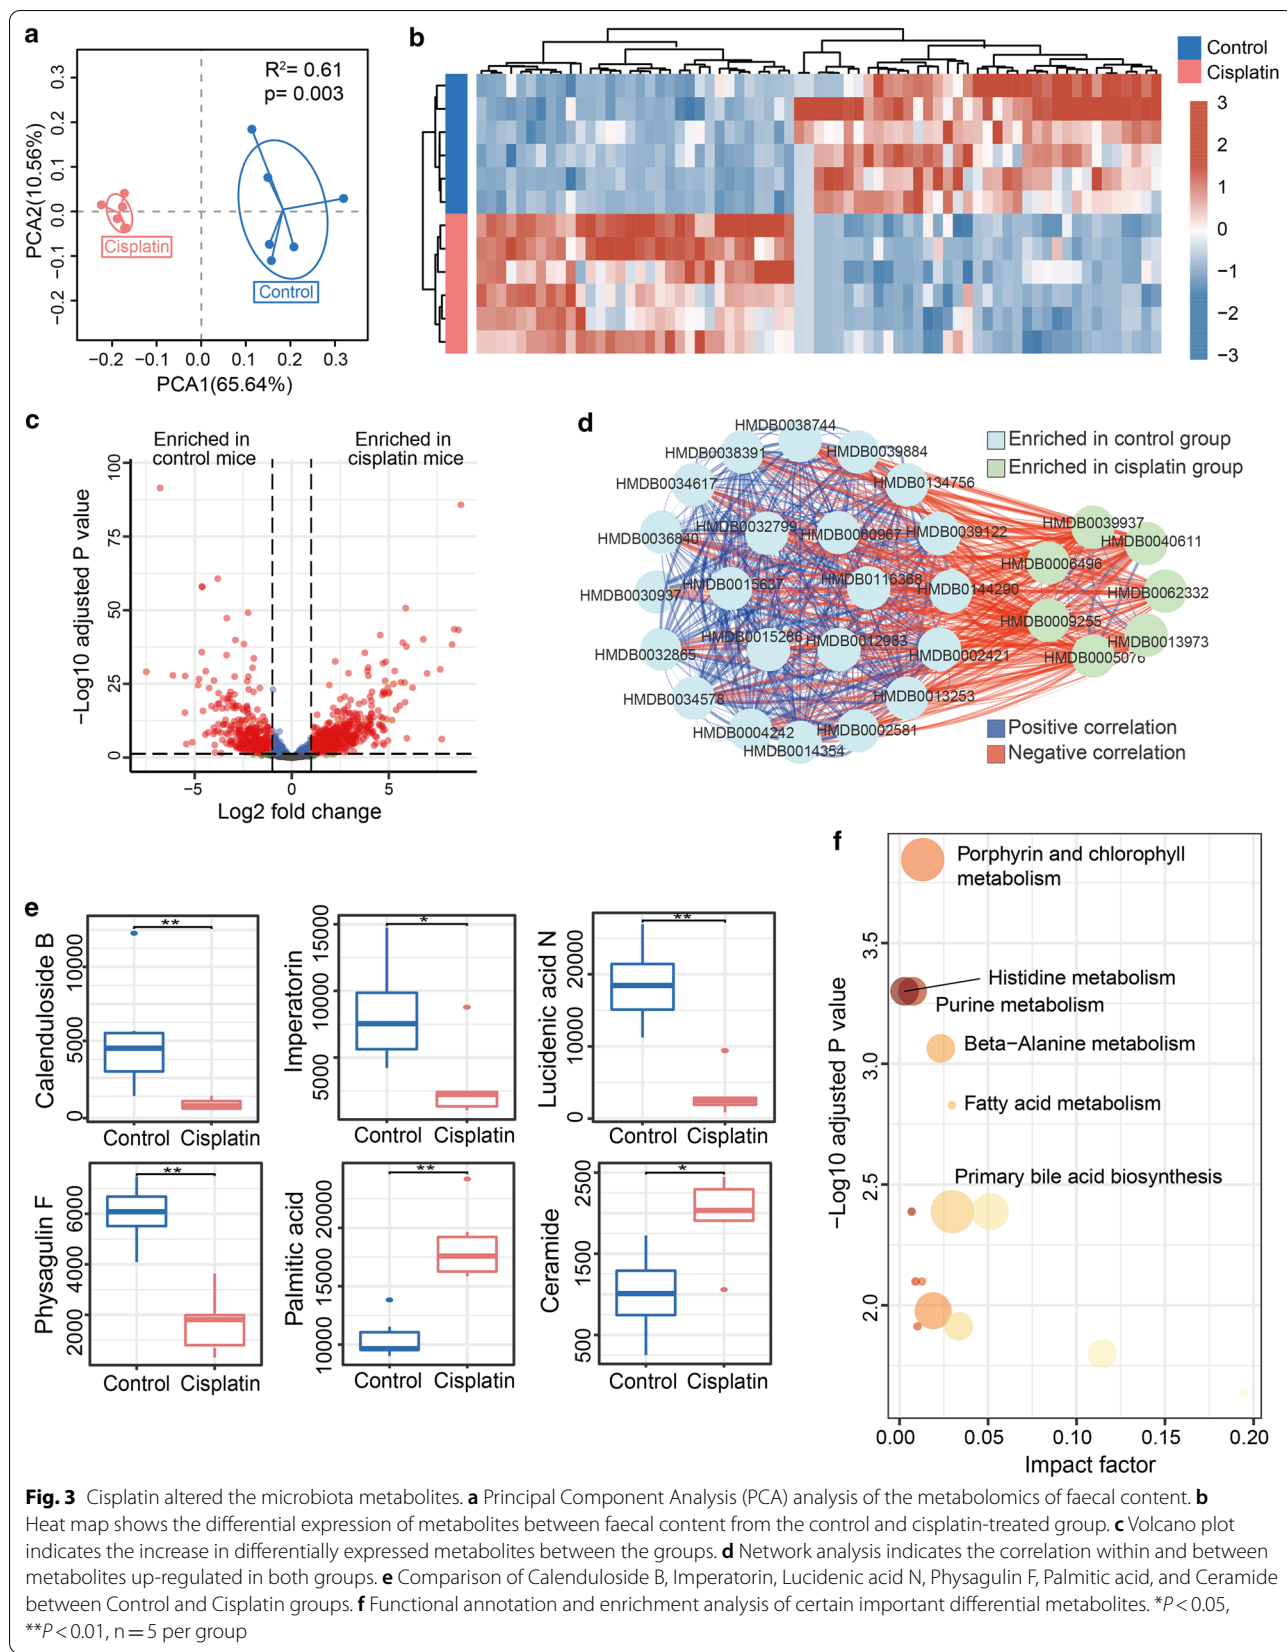 a
R²= 0.61
p= 0.003
PCA2(10.56%)
0.3
0.2
0.1
0.0
−0.1
−0.2
Cisplatin
Control
−0.2 −0.1 0.0 0.1 0.2 0.3
PCA1(65.64%)
b
Control
Cisplatin
3
2
1
0
−1
−2
−3
c
Enriched in control mice
Enriched in cisplatin mice
−Log10 adjusted P value
100
75
50
25
0
−5 0 5
Log2 fold change
d
HMDB0038744
HMDB0038391
HMDB0039884
HMDB0034617
HMDB0134756
HMDB0032799
HMDB0060967
HMDB0039122
HMDB0036840
HMDB0015637
HMDB0116368
HMDB0144290
HMDB0030937
HMDB0015286
HMDB0012983
HMDB0002421
HMDB0032865
HMDB0034578
HMDB0013253
HMDB0004242
HMDB0002581
HMDB0014354
HMDB0039937
HMDB0040611
HMDB0006496
HMDB0062332
HMDB0009255
HMDB0013973
HMDB0005076
Enriched in control group
Enriched in cisplatin group
Positive correlation
Negative correlation
e
Calenduloside B
10000
5000
0
**
Control Cisplatin
Imperatorin
15000
10000
5000
*
Control Cisplatin
Lucidenic acid N
20000
10000
0
**
Control Cisplatin
Physagulin F
6000
4000
2000
**
Control Cisplatin
Palmitic acid
20000
15000
10000
**
Control Cisplatin
Ceramide
2500
1500
500
*
Control Cisplatin
f
−Log10 adjusted P value
3.5
3.0
2.5
2.0
Porphyrin and chlorophyll
metabolism
Histidine metabolism
Purine metabolism
Beta−Alanine metabolism
Fatty acid metabolism
Primary bile acid biosynthesis
0.00 0.05 0.10 0.15 0.20
Impact factor
Fig. 3 Cisplatin altered the microbiota metabolites. a Principal Component Analysis (PCA) analysis of the metabolomics of faecal content. b
Heat map shows the differential expression of metabolites between faecal content from the control and cisplatin-treated group. c Volcano plot
indicates the increase in differentially expressed metabolites between the groups. d Network analysis indicates the correlation within and between
metabolites up-regulated in both groups. e Comparison of Calenduloside B, Imperatorin, Lucidenic acid N, Physagulin F, Palmitic acid, and Ceramide
between Control and Cisplatin groups. f Functional annotation and enrichment analysis of certain important differential metabolites. *P < 0.05,
**P < 0.01, n = 5 per group